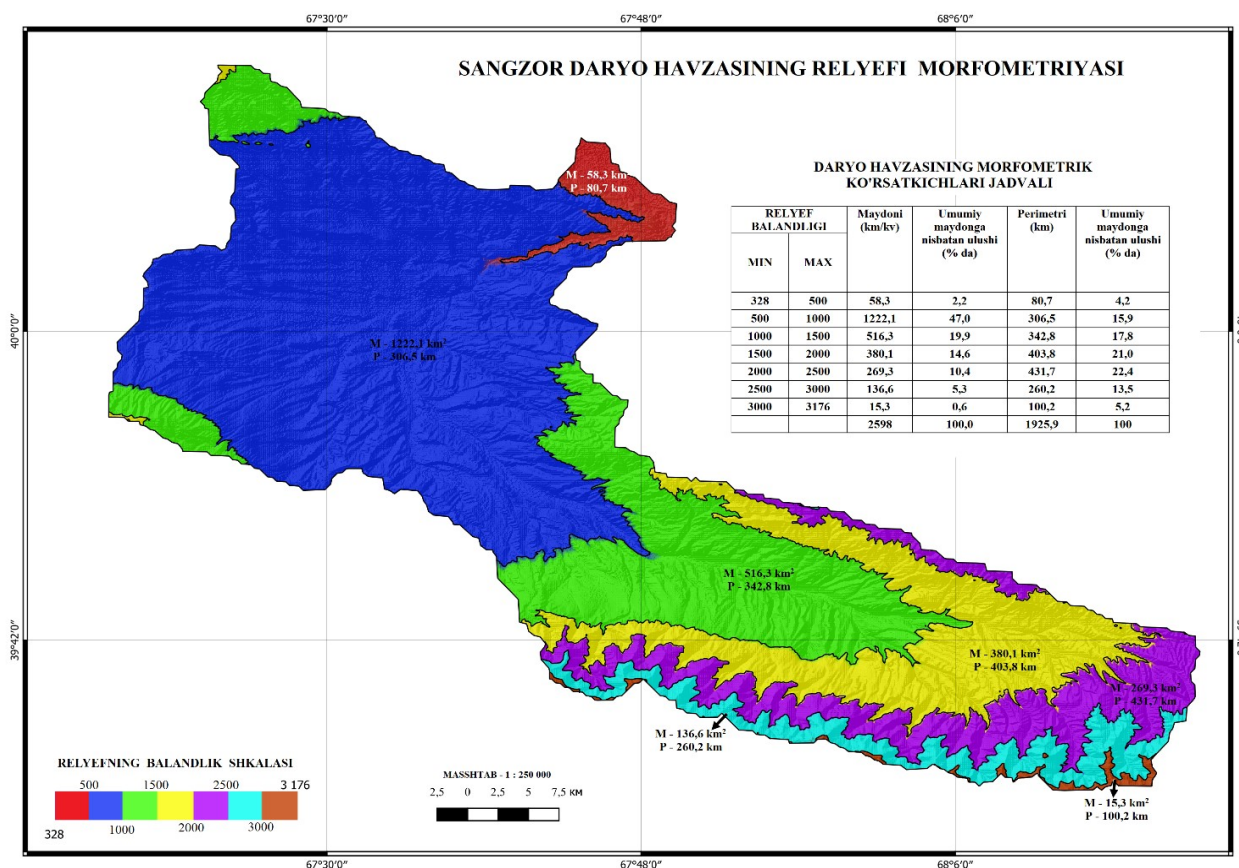 67°30'0"
67°48'0"
68°6'0"
SANGZOR DARYO HAVZASINING RELYEFI MORFOMETRIYASI
DARYO HAVZASINING MORFOMETRIK
KO'RSATKICHLARI JADVALI
RELYEF BALANDLIGI
Maydoni (km/kv)
Umumiy maydonga nisbatan ulushi (% da)
Perimetri (km)
Umumiy maydonga nisbatan ulushi (% da)
MIN MAX
328 500 58,3 2,2 80,7 4,2
500 1000 1222,1 47,0 306,5 15,9
1000 1500 516,3 19,9 342,8 17,8
1500 2000 380,1 14,6 403,8 21,0
2000 2500 269,3 10,4 431,7 22,4
2500 3000 136,6 5,3 260,2 13,5
3000 3176 15,3 0,6 100,2 5,2
2598 100,0 1925,9 100
M - 58,3 km
P - 80,7 km
40°0'0"
M - 1222,1 km²
P - 306,5 km
M - 516,3 km²
P - 342,8 km
39°42'0"
M - 380,1 km²
P - 403,8 km
M - 269,3 km²
P - 431,7 km
M - 136,6 km²
P - 260,2 km
M - 15,3 km²
P - 100,2 km
RELYEFNING BALANDLIK SHKALASI
500 1500 2500 3 176
328 1000 2000 3000
MASSHTAB - 1 : 250 000
2,5 0 2,5 5 7,5 KM
67°30'0"
67°48'0"
68°6'0"